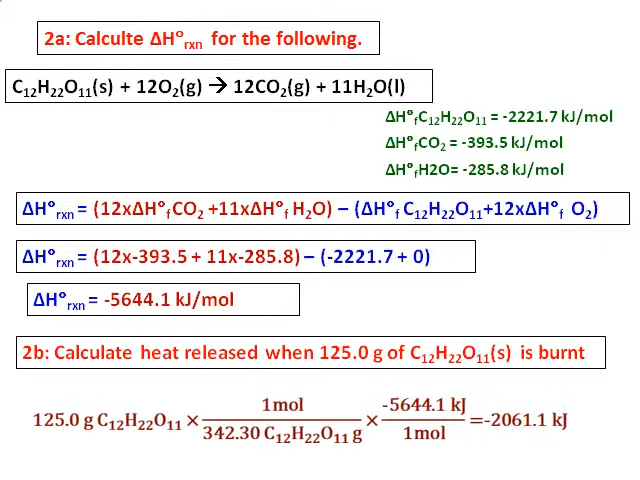 2a: Calculte ΔH°rxn for the following.
C₁₂H₂₂O₁₁(s) + 12O₂(g) → 12CO₂(g) + 11H₂O(l)
ΔH°fC₁₂H₂₂O₁₁ = -2221.7 kJ/mol
ΔH°fCO₂ = -393.5 kJ/mol
ΔH°fH2O= -285.8 kJ/mol
ΔH°rxn = (12xΔH°f CO₂ +11xΔH°f H₂O) – (ΔH°f C₁₂H₂₂O₁₁+12xΔH°f O₂)
ΔH°rxn = (12x-393.5 + 11x-285.8) – (-2221.7 + 0)
ΔH°rxn = -5644.1 kJ/mol
2b: Calculate heat released when 125.0 g of C₁₂H₂₂O₁₁(s) is burnt
1mol -5644.1 kJ
125.0 g C₁₂H₂₂O₁₁ × × =-2061.1 kJ
342.30 C₁₂H₂₂O₁₁ g 1mol